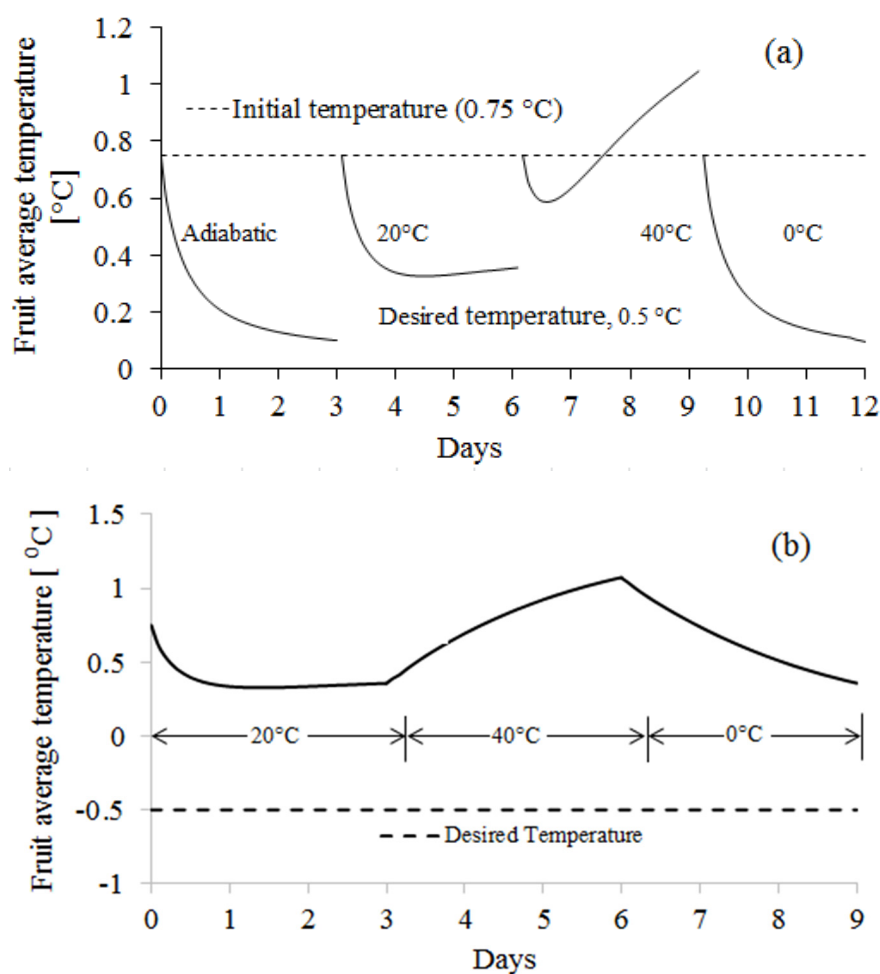 (a)
Fruit average temperature
[°C]
1.2
1
0.8
0.6
0.4
0.2
0
Initial temperature (0.75 °C)
Adiabatic
20°C
40°C
0°C
Desired temperature, 0.5 °C
0 1 2 3 4 5 6 7 8 9 10 11 12
Days
(b)
Fruit average temperature [ ⁰C ]
1.5
1
0.5
0
-0.5
-1
20°C
40°C
0°C
Desired Temperature
0 1 2 3 4 5 6 7 8 9
Days